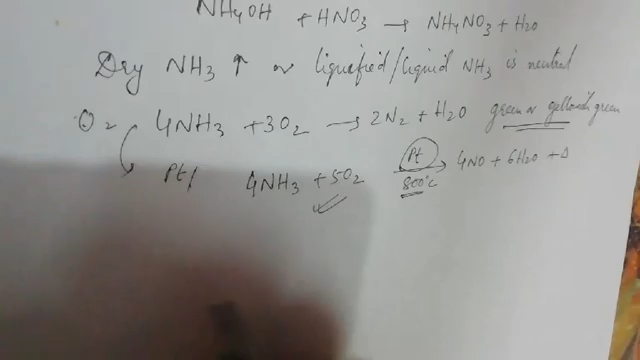 NH4OH + HNO3 → NH4NO3 + H2O
Dry NH3 ↑ or liquefied/liquid NH3 is neutral
O2 4NH3 + 3O2 → 2N2 + H2O green or yellowish green
Pt/ 4NH3 + 5O2 Pt 800°C → 4NO + 6H2O + Δ